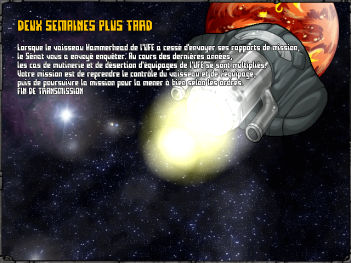 DEUX SEMAINES PLUS TARD
Lorsque le vaisseau Hammerhead de l'UFE a cessé d'envoyer ses rapports de mission,
le Sénat vous a envoyé enquêter. Au cours des dernières années,
les cas de mutinerie et de désertion d'équipages de l'UFE se sont multipliés.
Votre mission est de reprendre le contrôle du vaisseau et de l'équipage,
puis de poursuivre la mission pour la mener à bien selon les ordres.
FIN DE TRANSMISSION